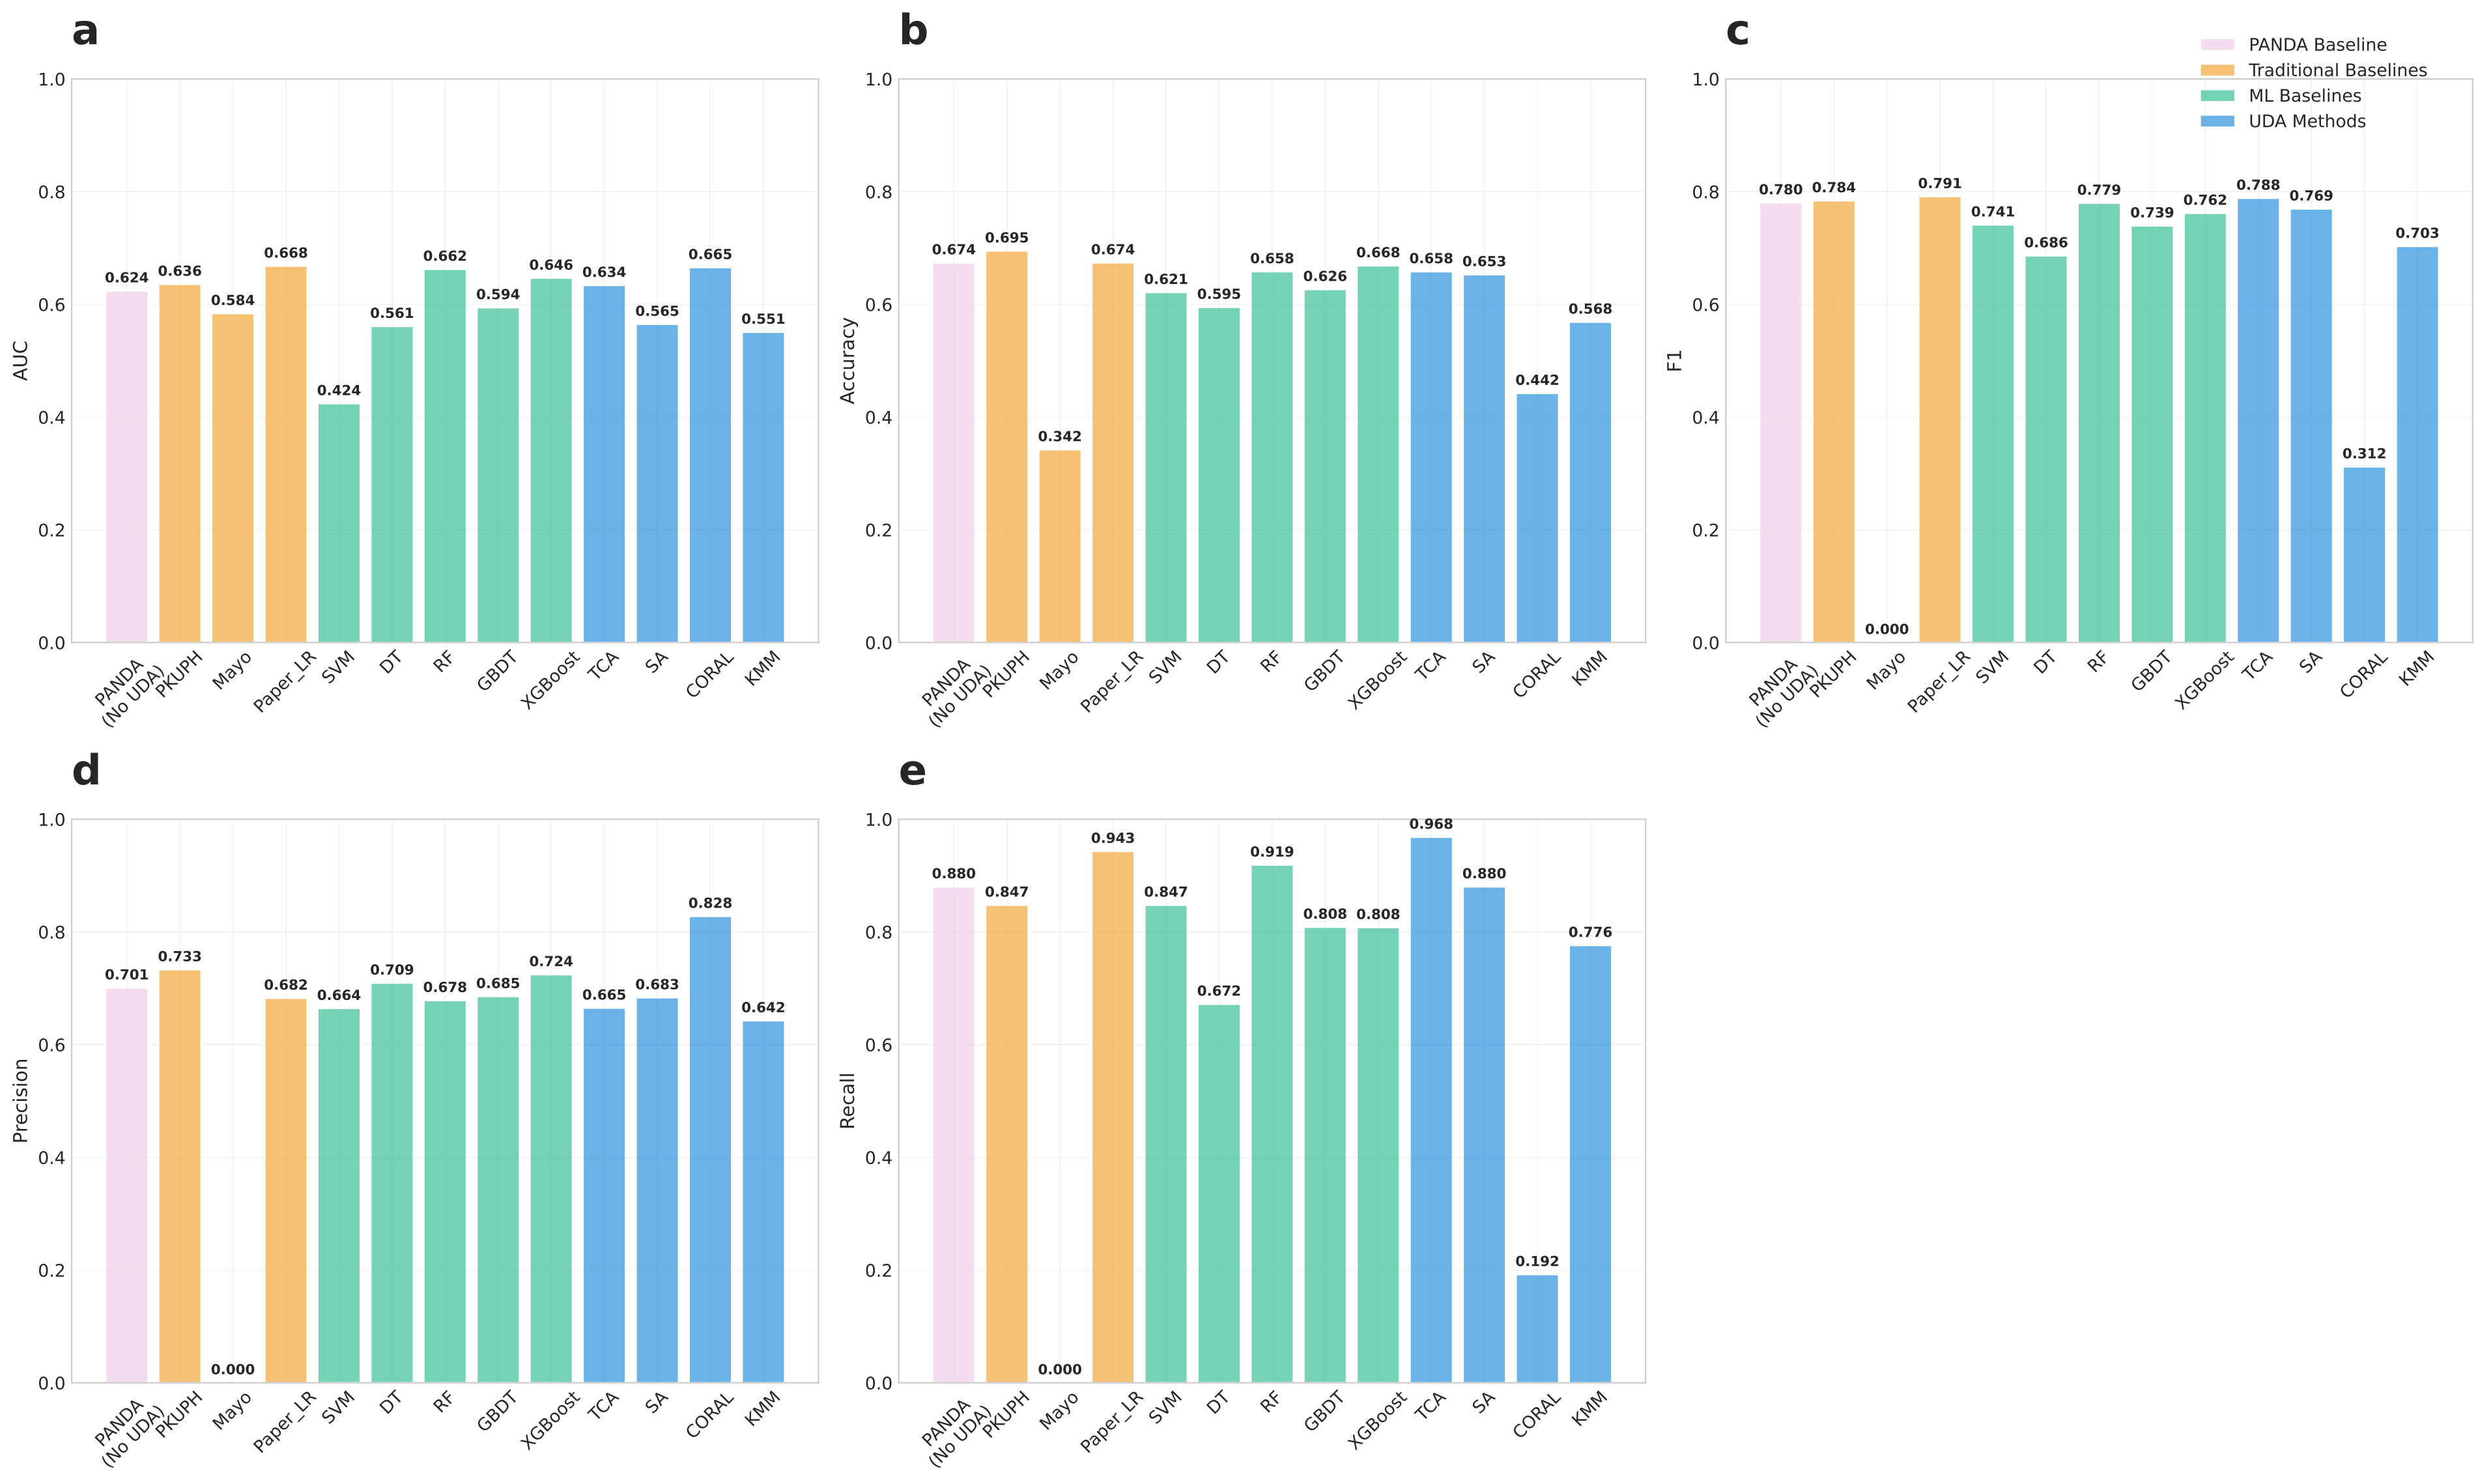 a
1.0
0.8
0.6
0.4
0.2
0.0
AUC
0.624
0.636
0.584
0.668
0.424
0.561
0.662
0.594
0.646
0.634
0.565
0.665
0.551
PANDA
(No UDA)
PKUPH
Mayo
Paper_LR
SVM
DT
RF
GBDT
XGBoost
TCA
SA
CORAL
KMM
b
1.0
0.8
0.6
0.4
0.2
0.0
Accuracy
0.674
0.695
0.342
0.674
0.621
0.595
0.658
0.626
0.668
0.658
0.653
0.442
0.568
PANDA
(No UDA)
PKUPH
Mayo
Paper_LR
SVM
DT
RF
GBDT
XGBoost
TCA
SA
CORAL
KMM
c
PANDA Baseline
Traditional Baselines
ML Baselines
UDA Methods
1.0
0.8
0.6
0.4
0.2
0.0
F1
0.780
0.784
0.000
0.791
0.741
0.686
0.779
0.739
0.762
0.788
0.769
0.312
0.703
PANDA
(No UDA)
PKUPH
Mayo
Paper_LR
SVM
DT
RF
GBDT
XGBoost
TCA
SA
CORAL
KMM
d
1.0
0.8
0.6
0.4
0.2
0.0
Precision
0.701
0.733
0.000
0.682
0.664
0.709
0.678
0.685
0.724
0.665
0.683
0.828
0.642
PANDA
(No UDA)
PKUPH
Mayo
Paper_LR
SVM
DT
RF
GBDT
XGBoost
TCA
SA
CORAL
KMM
e
1.0
0.8
0.6
0.4
0.2
0.0
Recall
0.880
0.847
0.000
0.943
0.847
0.672
0.919
0.808
0.808
0.968
0.880
0.192
0.776
PANDA
(No UDA)
PKUPH
Mayo
Paper_LR
SVM
DT
RF
GBDT
XGBoost
TCA
SA
CORAL
KMM